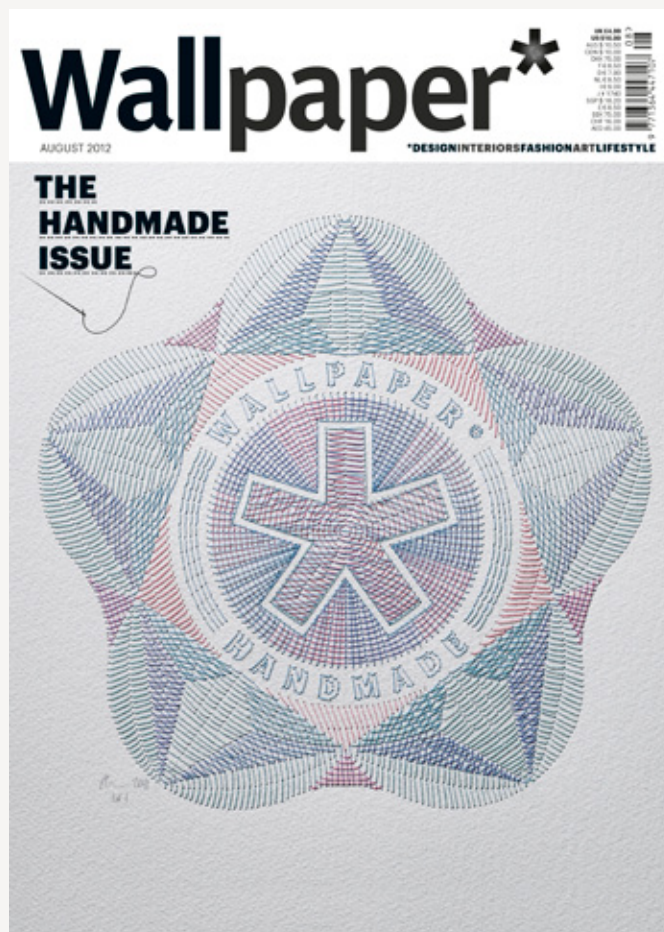 Wallpaper*
AUGUST 2012
*DESIGNINTERIORSFASHIONARTLIFESTYLE
THE
HANDMADE
ISSUE
WALLPAPER*
HANDMADE